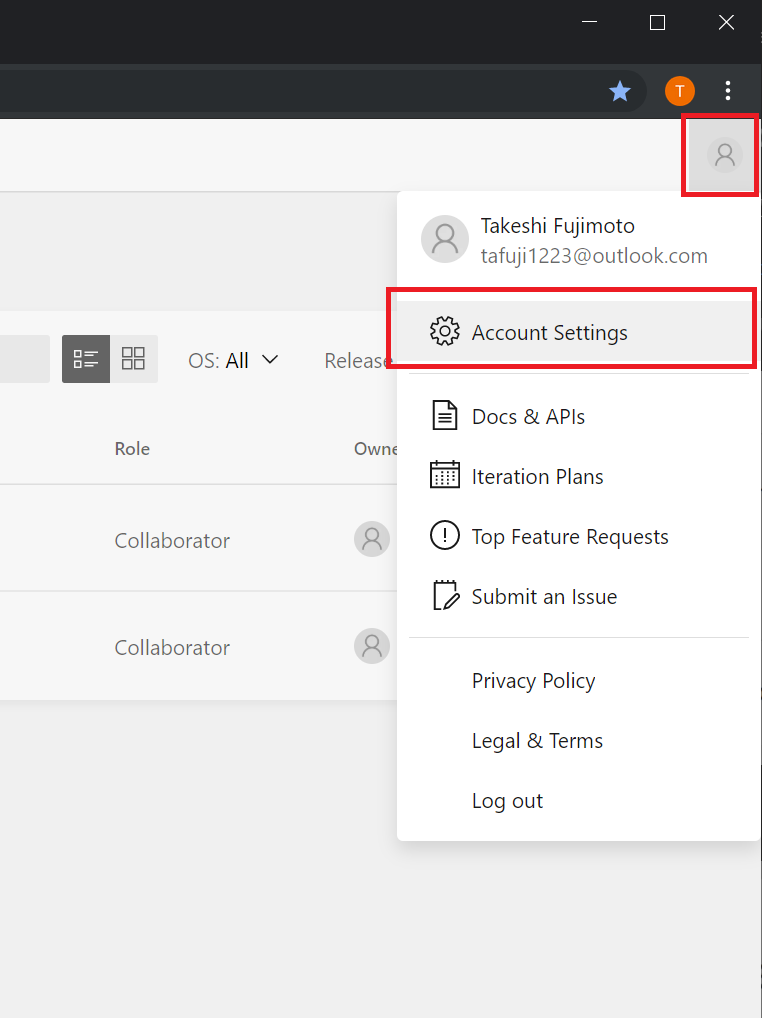 T
Takeshi Fujimoto
tafuji1223@outlook.com
Account Settings
OS: All
Release
Docs & APIs
Role
Owne
Iteration Plans
Collaborator
Top Feature Requests
Submit an Issue
Collaborator
Privacy Policy
Legal & Terms
Log out